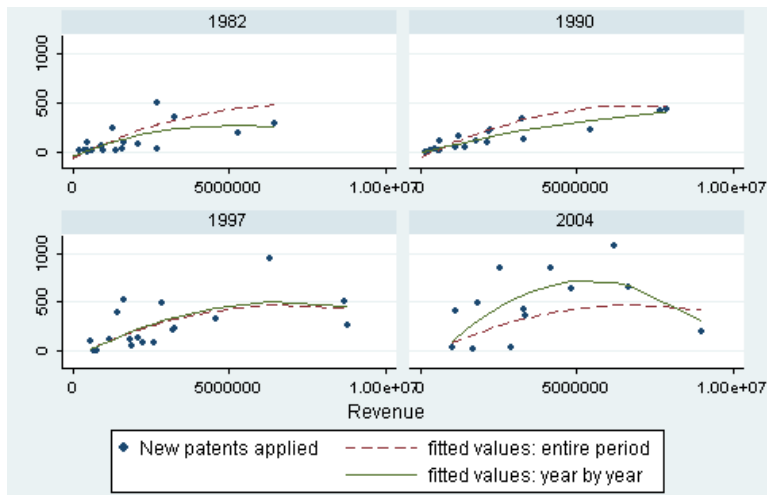 1982 1990
1000
500
0
0 5000000 1.00e+07 0 5000000 1.00e+07
1997 2004
1000
500
0
0 5000000 1.00e+07 0 5000000 1.00e+07
Revenue
New patents applied fitted values: entire period
fitted values: year by year